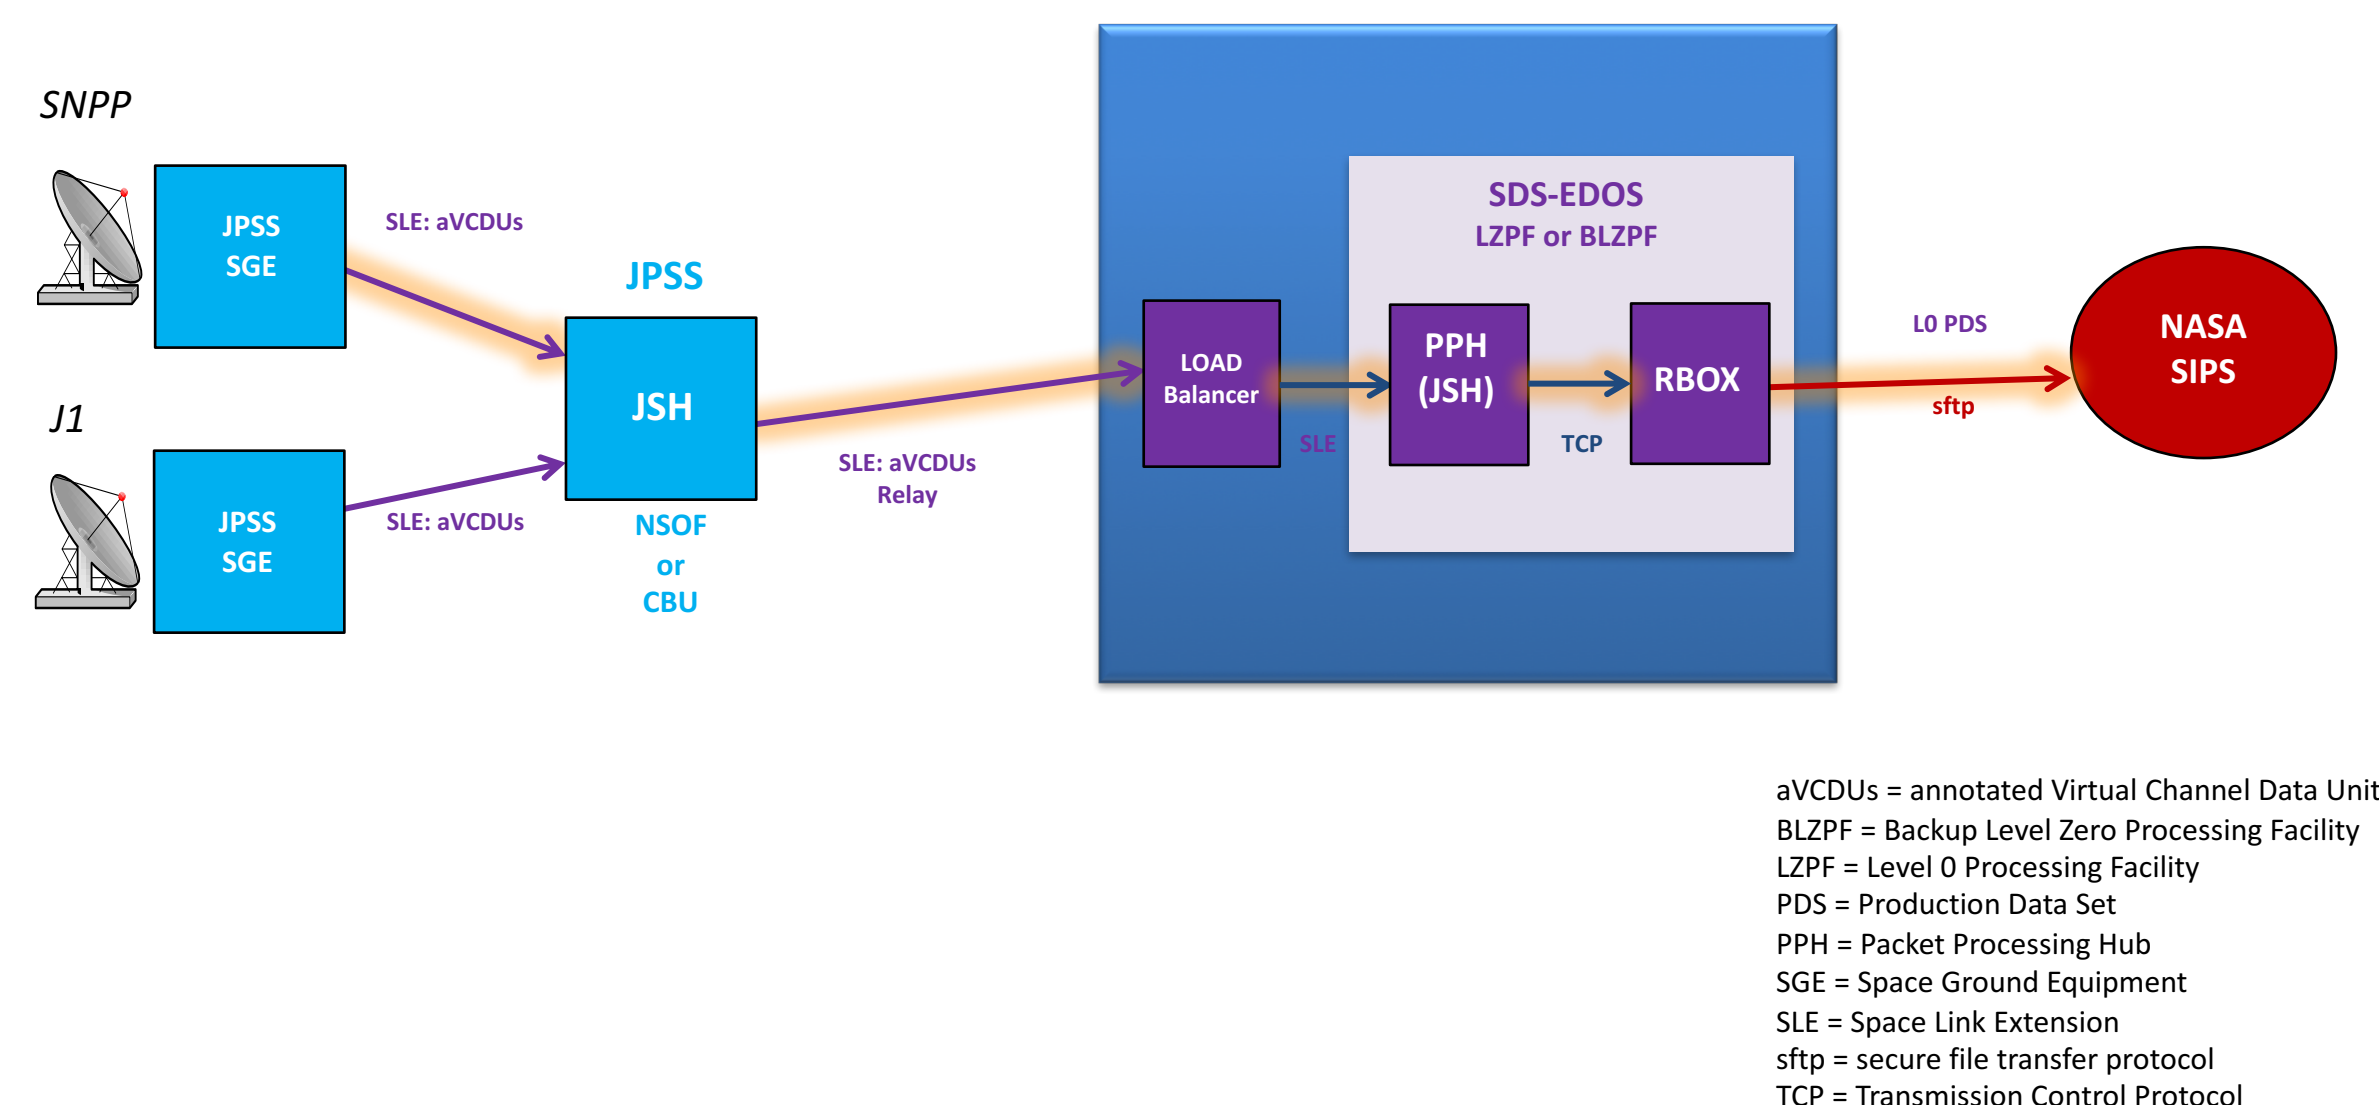 SNPP
JPSS
SGE
SLE: aVCDUs
J1
JPSS
SGE
SLE: aVCDUs
JPSS
JSH
NSOF
or
CBU
SLE: aVCDUs
Relay
LOAD
Balancer
SLE
SDS-EDOS
LZPF or BLZPF
PPH
(JSH)
TCP
RBOX
L0 PDS
sftp
NASA
SIPS
aVCDUs = annotated Virtual Channel Data Unit
BLZPF = Backup Level Zero Processing Facility
LZPF = Level 0 Processing Facility
PDS = Production Data Set
PPH = Packet Processing Hub
SGE = Space Ground Equipment
SLE = Space Link Extension
sftp = secure file transfer protocol
TCP = Transmission Control Protocol